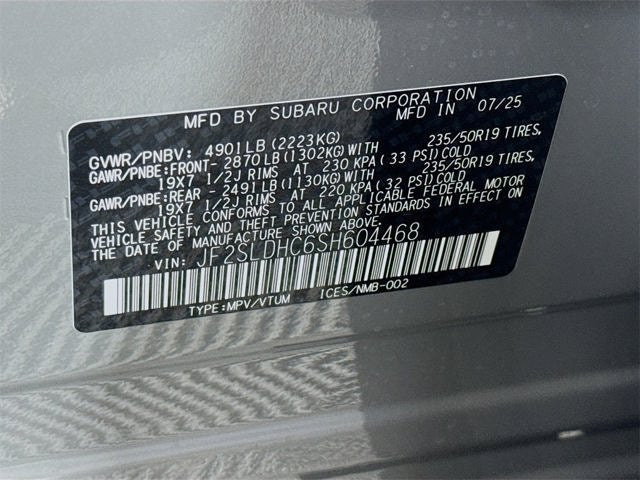 MFD BY SUBARU CORPORATION MFD IN 07/25
GVWR/PNBV: 4901LB(2223KG)
GAWR/PNBE:FRONT-2870LB(1302KG)WITH 235/50R19 TIRES,
19X7 1/2J RIMS AT 230 KPA(33 PSI)COLD
GAWR/PNBE:REAR -2491LB(1130KG)WITH 235/50R19 TIRES,
19X7 1/2J RIMS AT 220 KPA(32 PSI)COLD
THIS VEHICLE CONFORMS TO ALL APPLICABLE FEDERAL MOTOR
VEHICLE SAFETY AND THEFT PREVENTION STANDARDS IN EFFECT ON
THE DATE OF MANUFACTURE SHOWN ABOVE.
VIN: JF2SLDHC6SH604468
TYPE:MPV/VTUM ICES/NMB-002